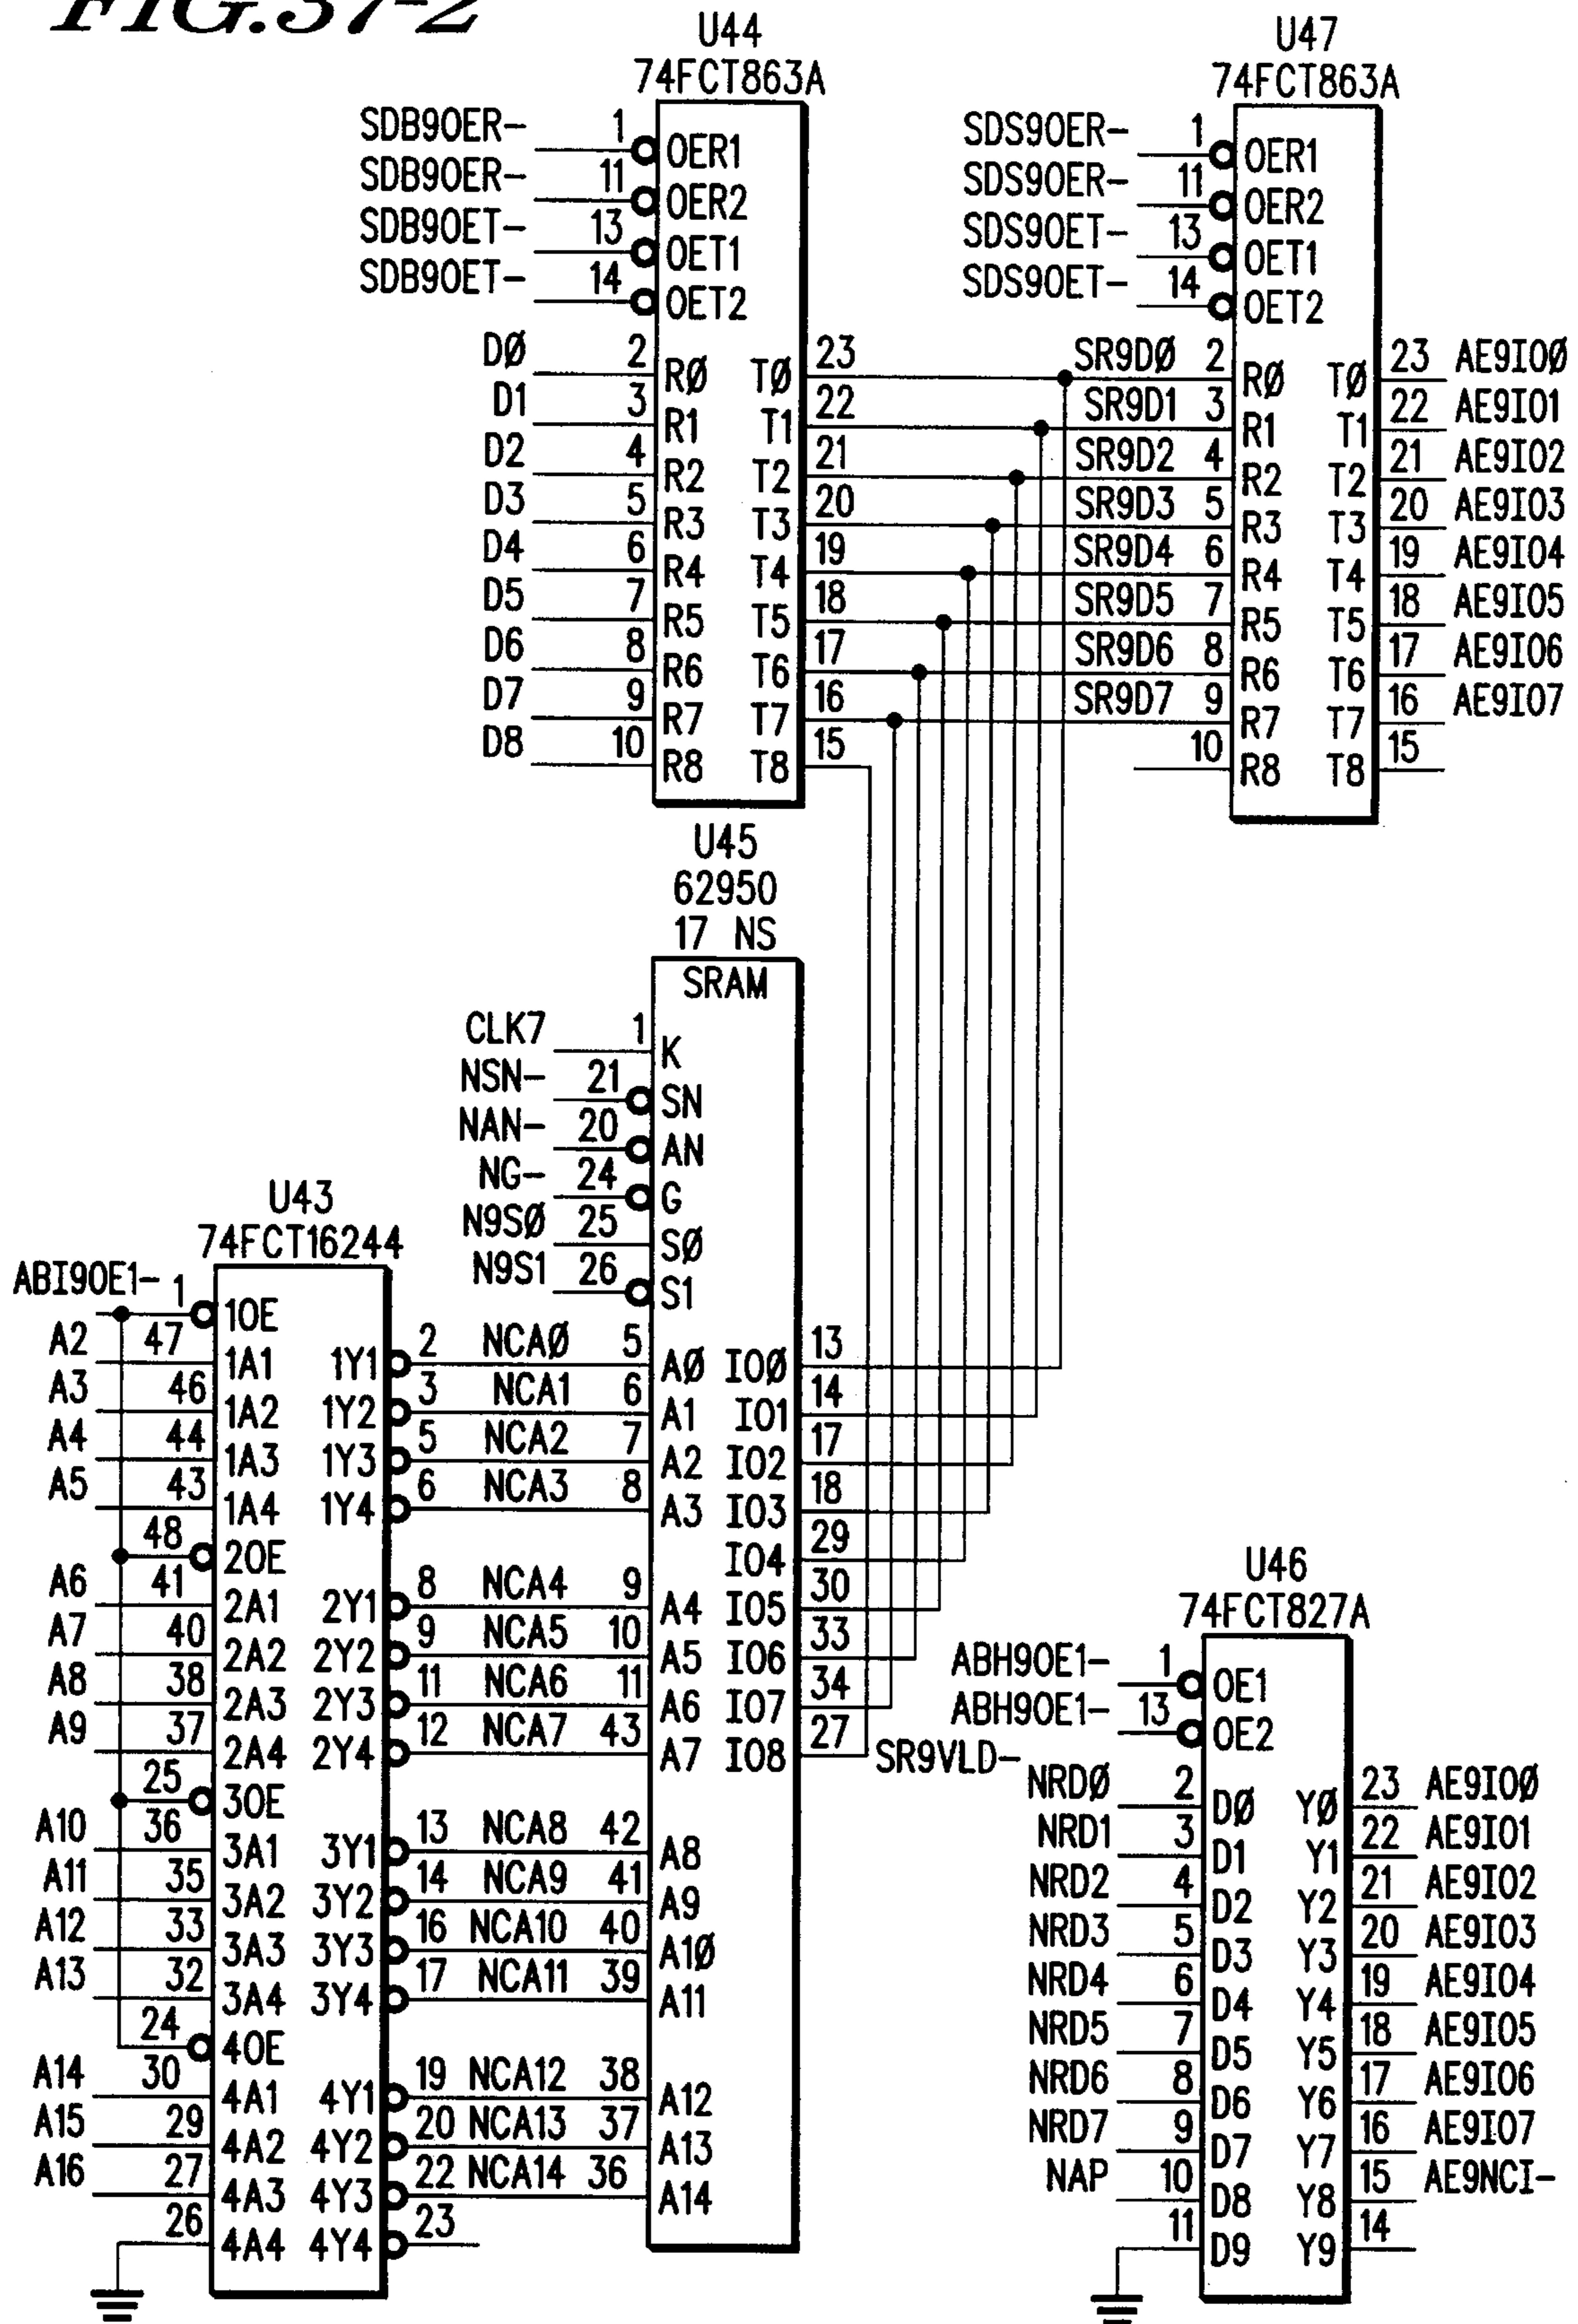 FIG.37-2
U44
74FCT863A
SDB9OER- 1 OER1
SDB9OER- 11 OER2
SDB9OET- 13 OET1
SDB9OET- 14 OET2
DØ 2 RØ TØ 23
D1 3 R1 T1 22
D2 4 R2 T2 21
D3 5 R3 T3 20
D4 6 R4 T4 19
D5 7 R5 T5 18
D6 8 R6 T6 17
D7 9 R7 T7 16
D8 10 R8 T8 15
U47
74FCT863A
SDS9OER- 1 OER1
SDS9OER- 11 OER2
SDS9OET- 13 OET1
SDS9OET- 14 OET2
SR9DØ 2 RØ TØ 23 AE9IOØ
SR9D1 3 R1 T1 22 AE9IO1
SR9D2 4 R2 T2 21 AE9IO2
SR9D3 5 R3 T3 20 AE9IO3
SR9D4 6 R4 T4 19 AE9IO4
SR9D5 7 R5 T5 18 AE9IO5
SR9D6 8 R6 T6 17 AE9IO6
SR9D7 9 R7 T7 16 AE9IO7
10 R8 T8 15
U45
62950
17 NS
SRAM
CLK7 1 K
NSN- 21 SN
NAN- 20 AN
NG- 24 G
N9SØ 25 SØ
N9S1 26 S1
NCAØ 5 AØ IOØ 13
NCA1 6 A1 IO1 14
NCA2 7 A2 IO2 17
NCA3 8 A3 IO3 18
IO4 29
NCA4 9 A4 IO5 30
NCA5 10 A5 IO6 33
NCA6 11 A6 IO7 34
NCA7 43 A7 IO8 27 SR9VLD-
NCA8 42 A8
NCA9 41 A9
NCA10 40 A1Ø
NCA11 39 A11
NCA12 38 A12
NCA13 37 A13
NCA14 36 A14
U43
74FCT16244
ABI9OE1- 1 1OE
A2 47 1A1 1Y1 2
A3 46 1A2 1Y2 3
A4 44 1A3 1Y3 5
A5 43 1A4 1Y4 6
48 2OE
A6 41 2A1 2Y1 8
A7 40 2A2 2Y2 9
A8 38 2A3 2Y3 11
A9 37 2A4 2Y4 12
25 3OE
A10 36 3A1 3Y1 13
A11 35 3A2 3Y2 14
A12 33 3A3 3Y3 16
A13 32 3A4 3Y4 17
24 4OE
A14 30 4A1 4Y1 19
A15 29 4A2 4Y2 20
A16 27 4A3 4Y3 22
26 4A4 4Y4 23
U46
74FCT827A
ABH9OE1- 1 OE1
ABH9OE1- 13 OE2
NRDØ 2 DØ YØ 23 AE9IOØ
NRD1 3 D1 Y1 22 AE9IO1
NRD2 4 D2 Y2 21 AE9IO2
NRD3 5 D3 Y3 20 AE9IO3
NRD4 6 D4 Y4 19 AE9IO4
NRD5 7 D5 Y5 18 AE9IO5
NRD6 8 D6 Y6 17 AE9IO6
NRD7 9 D7 Y7 16 AE9IO7
NAP 10 D8 Y8 15 AE9NCI-
11 D9 Y9 14